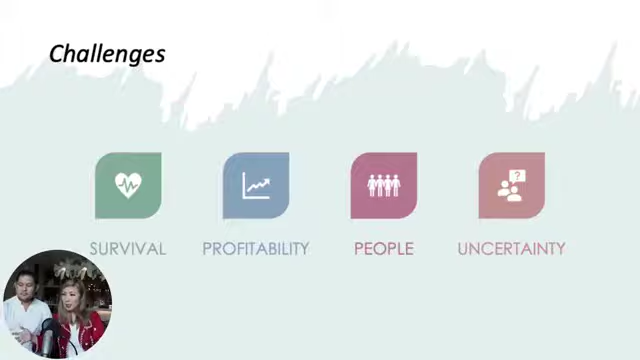 Challenges
SURVIVAL
PROFITABILITY
PEOPLE
UNCERTAINTY